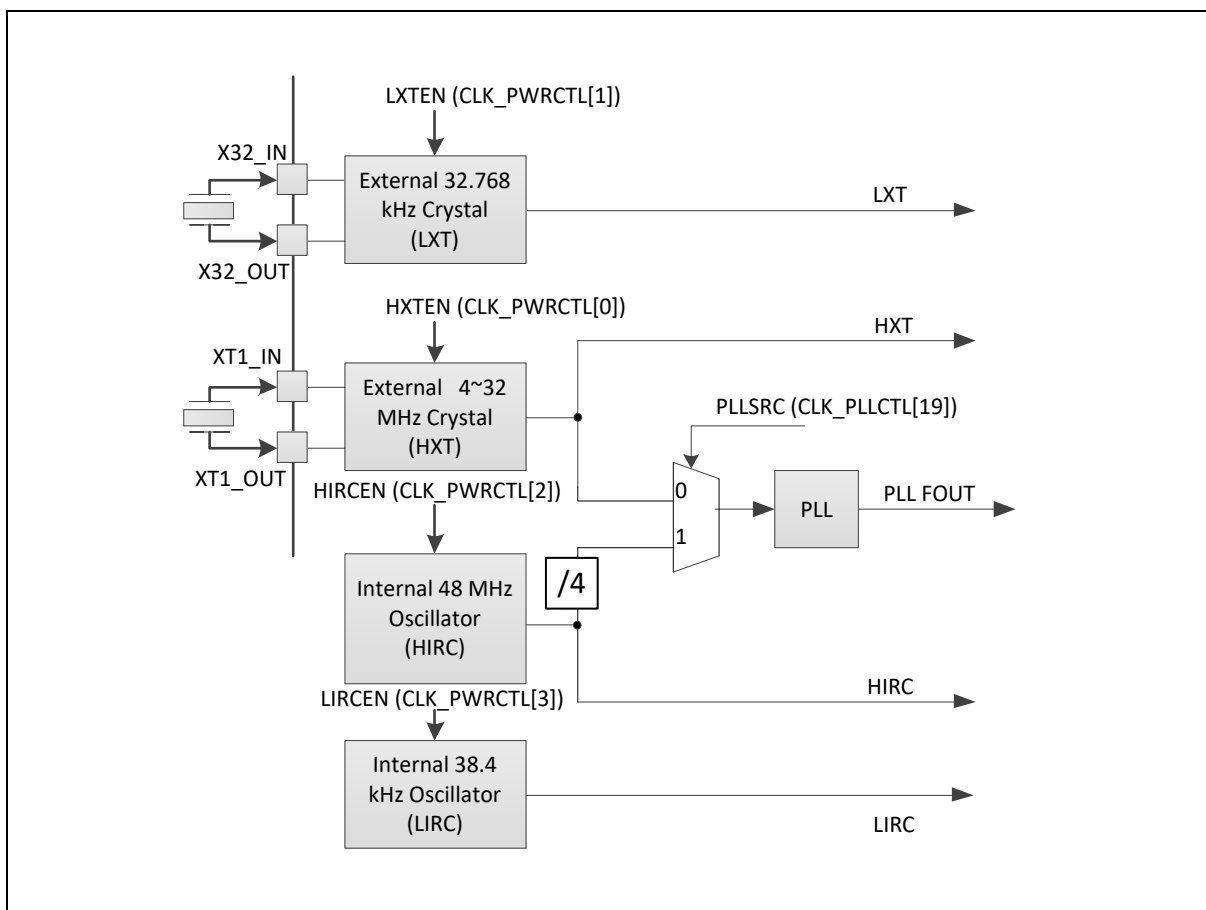 LXTEN (CLK_PWRCTL[1])
X32_IN
External 32.768
kHz Crystal
(LXT)
LXT
X32_OUT
HXTEN (CLK_PWRCTL[0])
HXT
XT1_IN
External 4~32
MHz Crystal
(HXT)
PLLSRC (CLK_PLLCTL[19])
XT1_OUT
HIRCEN (CLK_PWRCTL[2])
0
1
PLL
PLL FOUT
/4
Internal 48 MHz
Oscillator
(HIRC)
HIRC
LIRCEN (CLK_PWRCTL[3])
Internal 38.4
kHz Oscillator
(LIRC)
LIRC